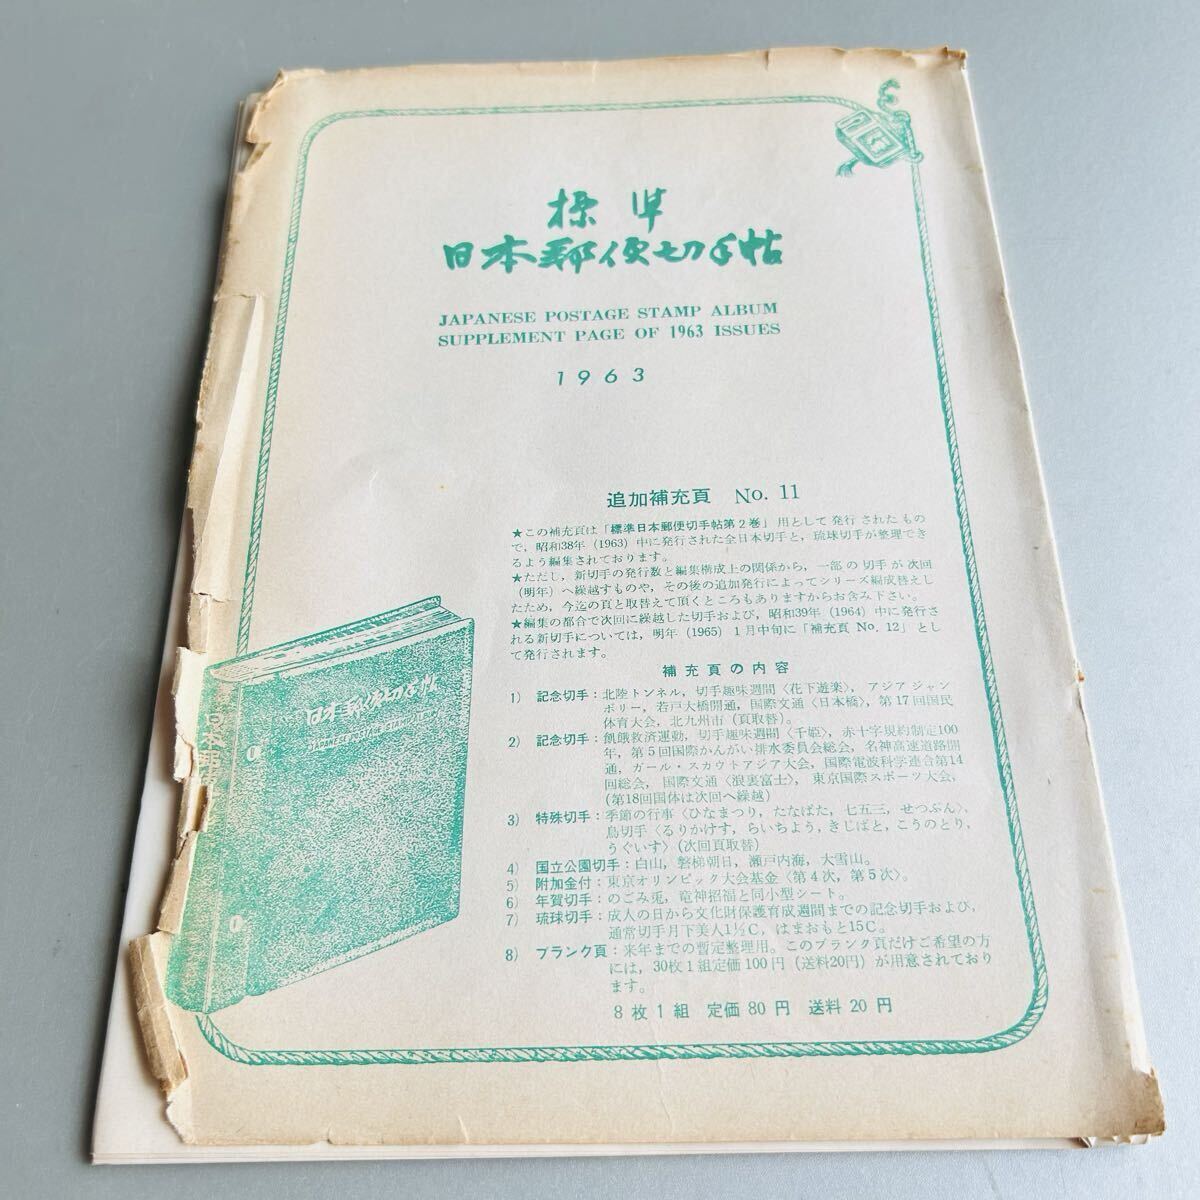 標準
日本郵便切手帖
JAPANESE POSTAGE STAMP ALBUM
SUPPLEMENT PAGE OF 1963 ISSUES
1963
追加補充頁 No. 11
★この補充頁は「標準日本郵便切手帖第2巻」用として発行されたもの
で，昭和38年（1963）中に発行された全日本切手と，琉球切手が整理でき
るよう編集されております。
★ただし，新切手の発行数と編集構成上の関係から，一部の切手が次回
（明年）へ繰越すものや，その後の追加発行によってシリーズ編成替えし
たため，今迄の頁と取替えて頂くところもありますからお含み下さい。
★編集の都合で次回に繰越した切手および，昭和39年（1964）中に発行さ
れる新切手については，明年（1965）1月中旬に「補充頁 No. 12」とし
て発行されます。
補充頁の内容
1) 記念切手：北陸トンネル，切手趣味週間〈花下遊楽〉，アジアジャン
ボリー，若戸大橋開通，国際文通〈日本橋〉，第17回国民
体育大会，北九州市（頁取替）。
2) 記念切手：飢餓救済運動，切手趣味週間〈千姫〉，赤十字規約制定100
年，第5回国際かんがい排水委員会総会，名神高速道路開
通，ガール・スカウトアジア大会，国際電波科学連合第14
回総会，国際文通〈浪裏富士〉，東京国際スポーツ大会，
(第18回国体は次回へ繰越)
3) 特殊切手：季節の行事〈ひなまつり，たなばた，七五三，せつぶん〉，
鳥切手〈るりかけす，らいちよう，きじばと，こうのとり，
うぐいす〉(次回頁取替)
4) 国立公園切手：白山，磐梯朝日，瀬戸内海，大雪山。
5) 附加金付：東京オリンピック大会基金〈第4次，第5次〉。
6) 年賀切手：のごみ兎，竜神招福と同小型シート。
7) 琉球切手：成人の日から文化財保護育成週間までの記念切手および，
通常切手月下美人1½C，はまおもと15C。
8) ブランク頁：来年までの暫定整理用。このブランク頁だけご希望の方
には，30枚1組定価100円（送料20円）が用意されており
ます。
8枚1組 定価80円 送料20円
日本郵便切手帖
JAPANESE POSTAGE STAMP ALBUM